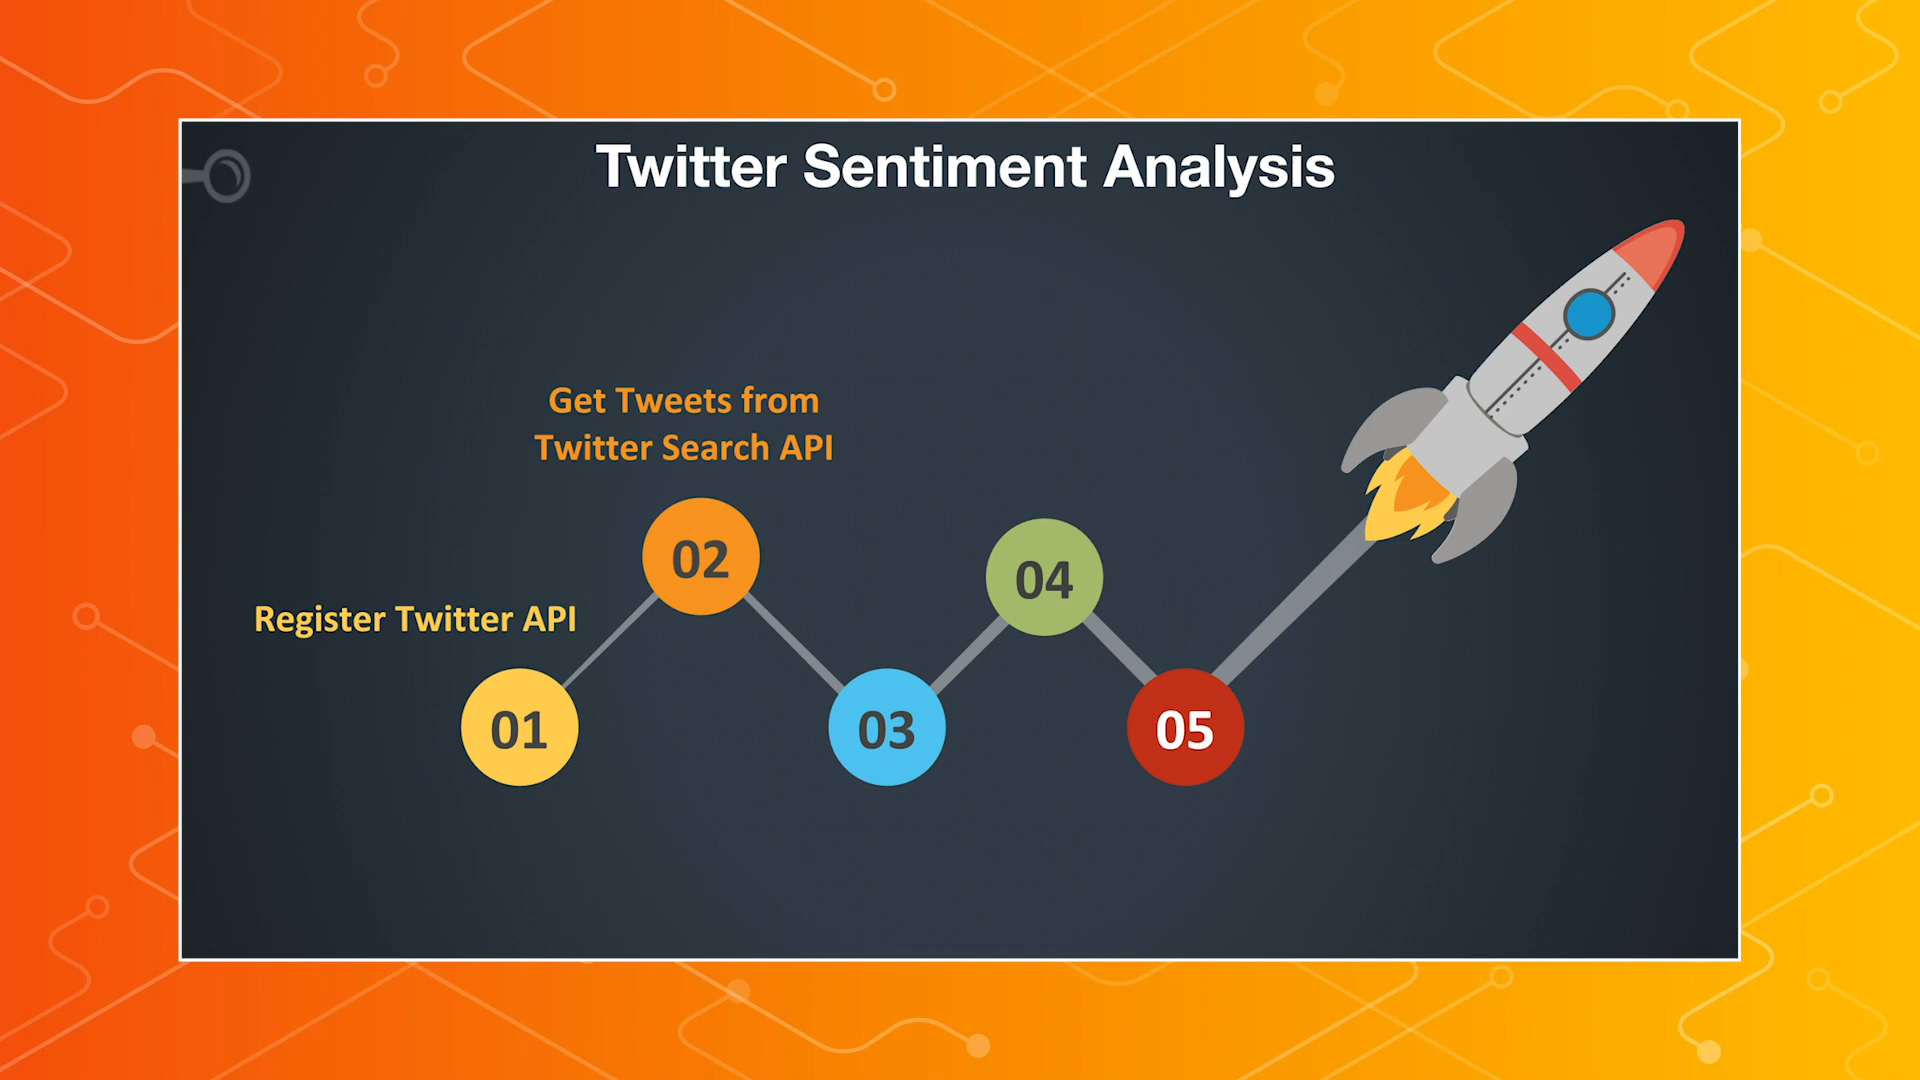 Twitter Sentiment Analysis
Get Tweets from
Twitter Search API
02
04
Register Twitter API
01
03
05